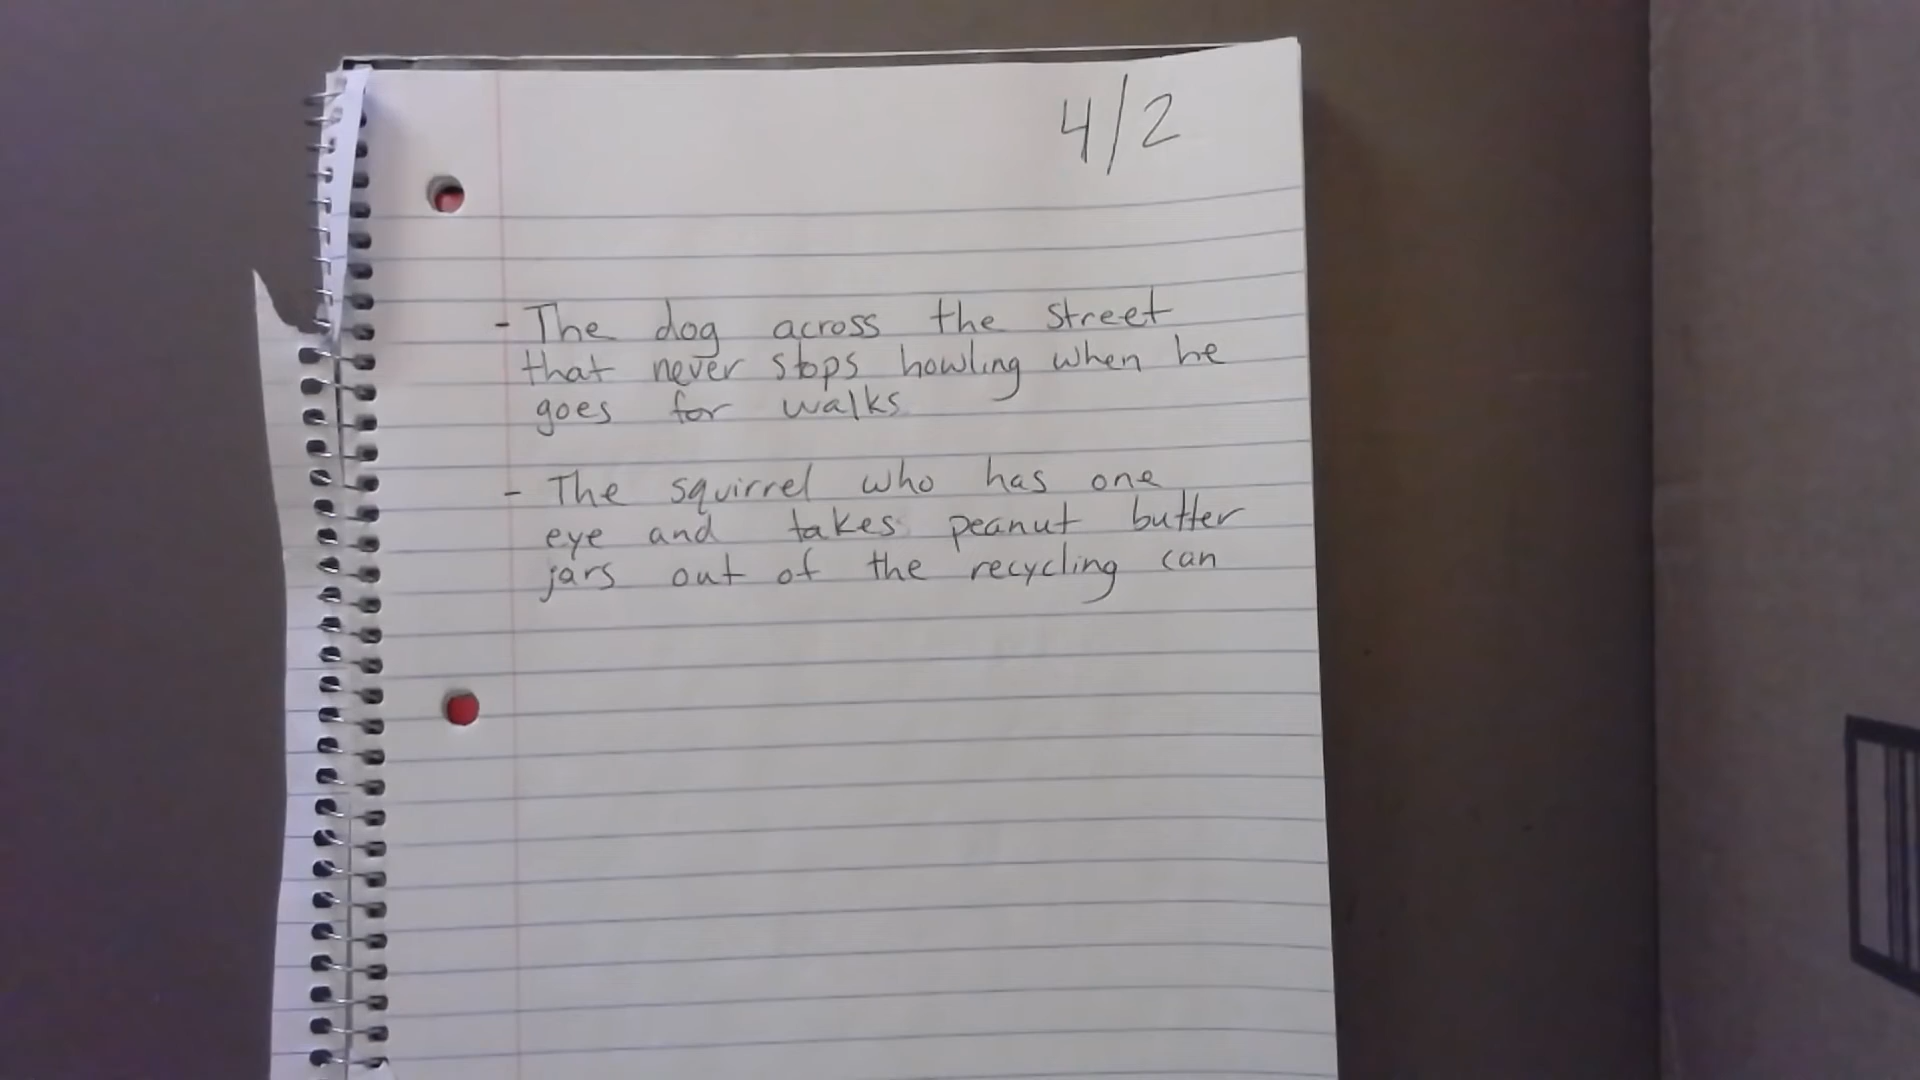 4/2
- The dog across the street
that never stops howling when he
goes for walks
- The squirrel who has one
eye and takes peanut butter
jars out of the recycling can